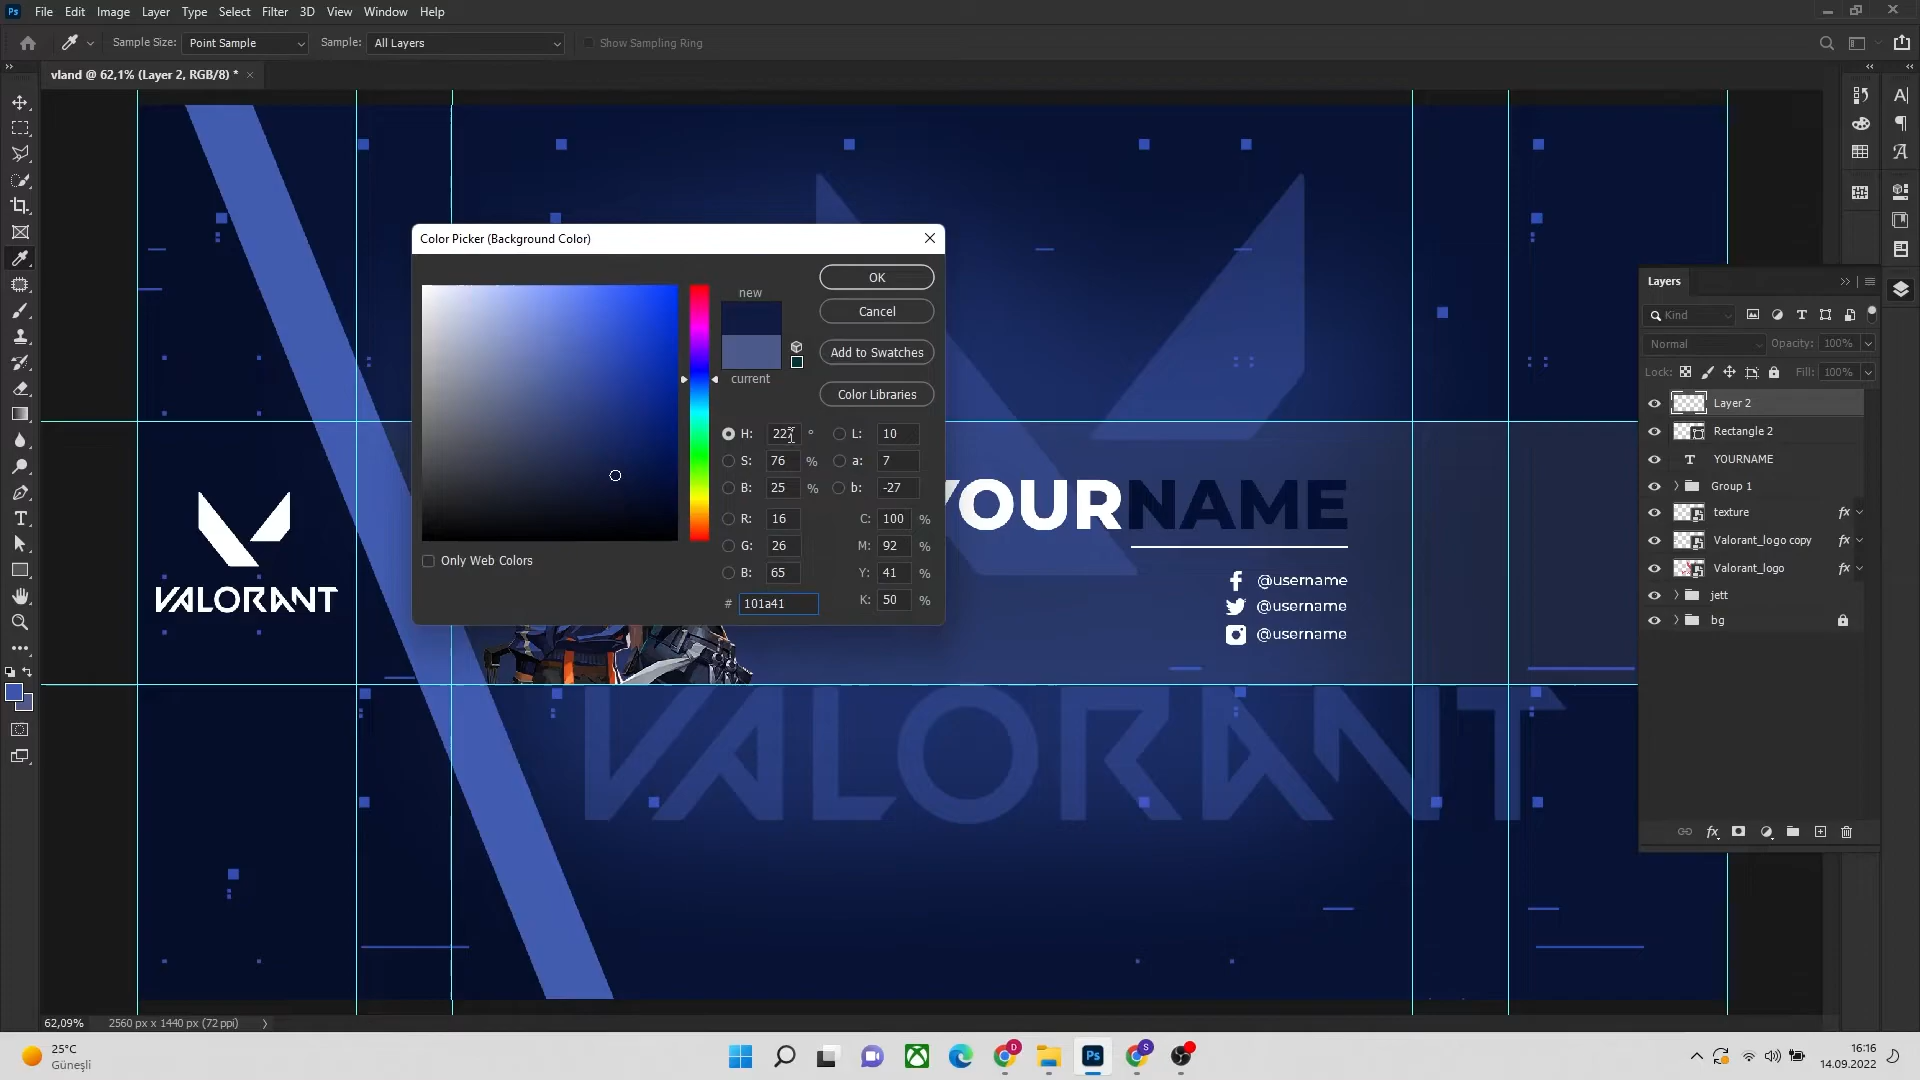 Ps File Edit Image Layer Type Select Filter 3D View Window Help
Sample Size: Point Sample Sample: All Layers Show Sampling Ring
vland @ 62,1% (Layer 2, RGB/8) *
Color Picker (Background Color)
new
current
OK
Cancel
Add to Swatches
Color Libraries
H: 227 °
S: 76 %
B: 25 %
R: 16
G: 26
B: 65
# 101a41
L: 10
a: 7
b: -27
C: 100 %
M: 92 %
Y: 41 %
K: 50 %
Only Web Colors
VALORANT
YOURNAME
@username
@username
@username
VALORANT
Layers
Kind
Normal Opacity: 100%
Lock: Fill: 100%
Layer 2
Rectangle 2
T YOURNAME
Group 1
texture fx
Valorant_logo copy fx
Valorant_logo fx
jett
bg
62,09% 2560 px x 1440 px (72 ppi)
25°C
Güneşli
D
Ps
S
16:16
14.09.2022